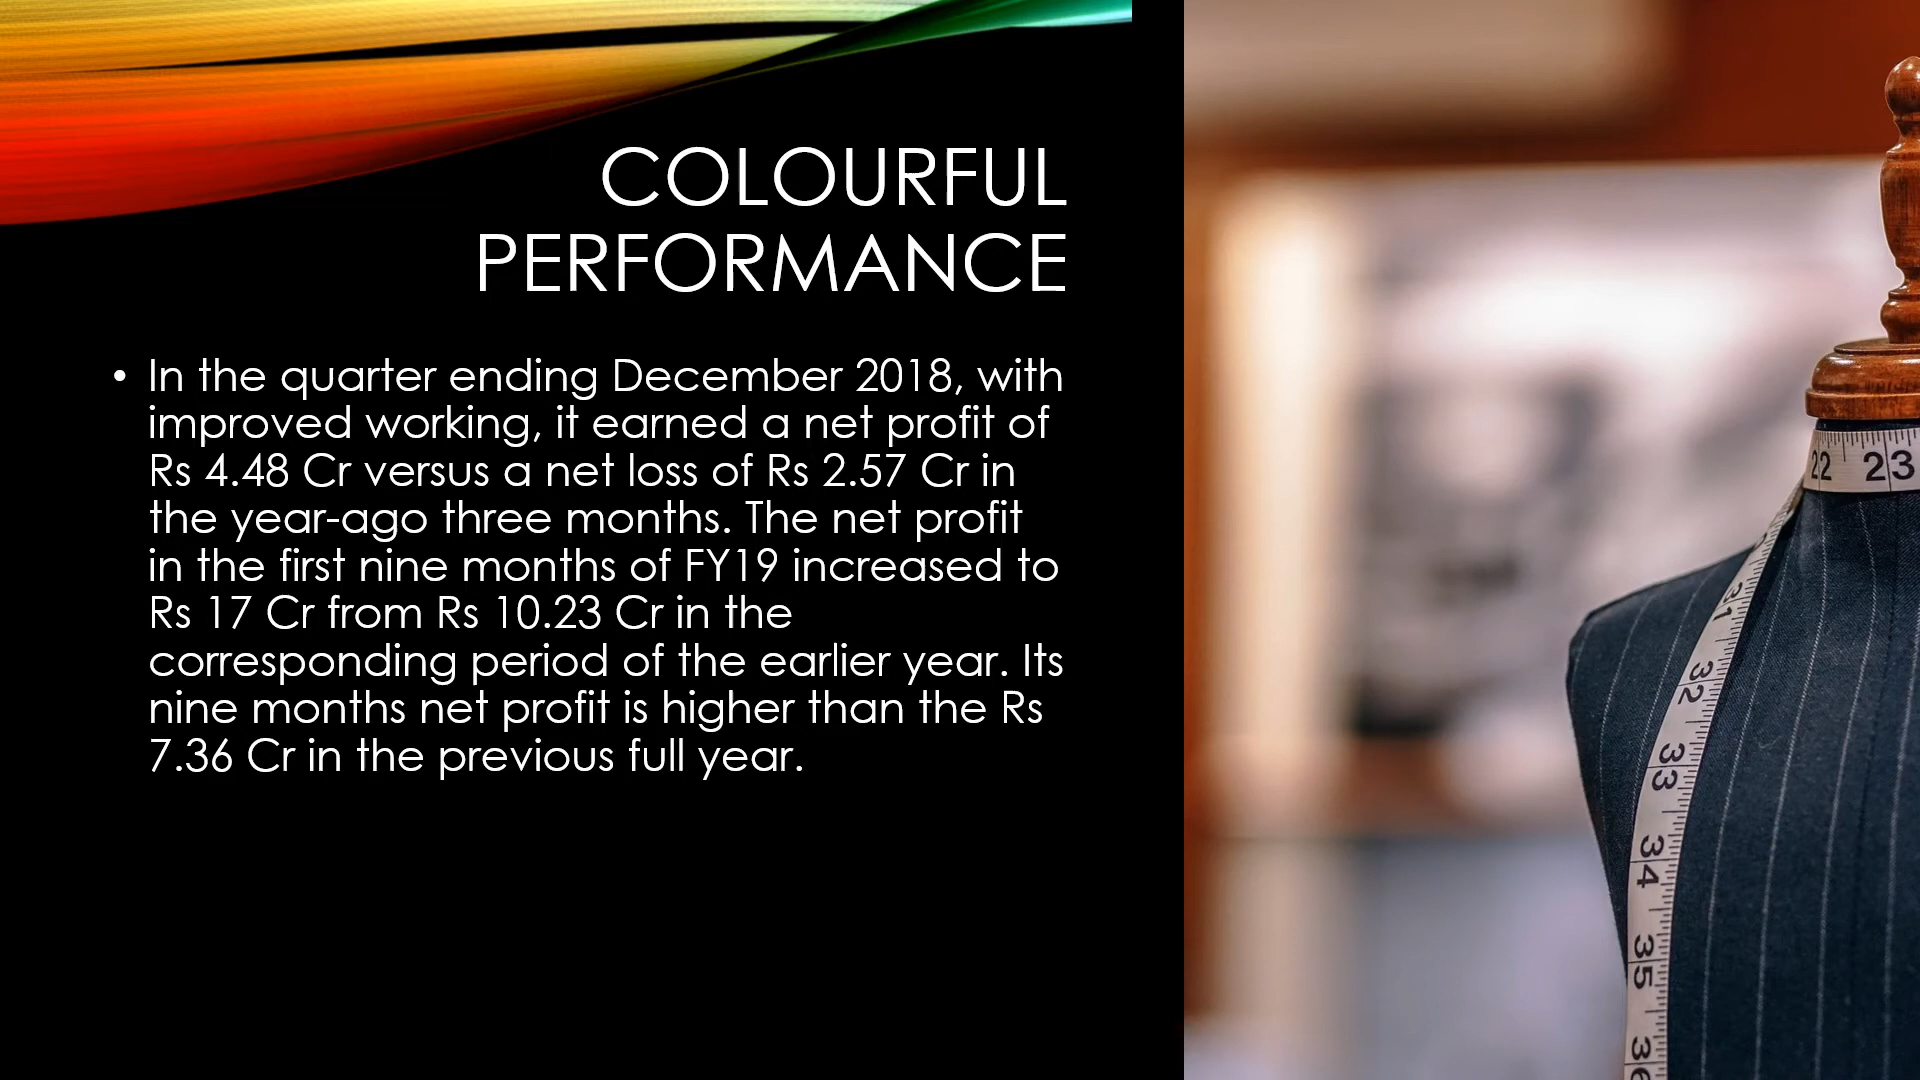 COLOURFUL
PERFORMANCE
• In the quarter ending December 2018, with
improved working, it earned a net profit of
Rs 4.48 Cr versus a net loss of Rs 2.57 Cr in
the year-ago three months. The net profit
in the first nine months of FY19 increased to
Rs 17 Cr from Rs 10.23 Cr in the
corresponding period of the earlier year. Its
nine months net profit is higher than the Rs
7.36 Cr in the previous full year.
22 23
31
32
33
34
35
36